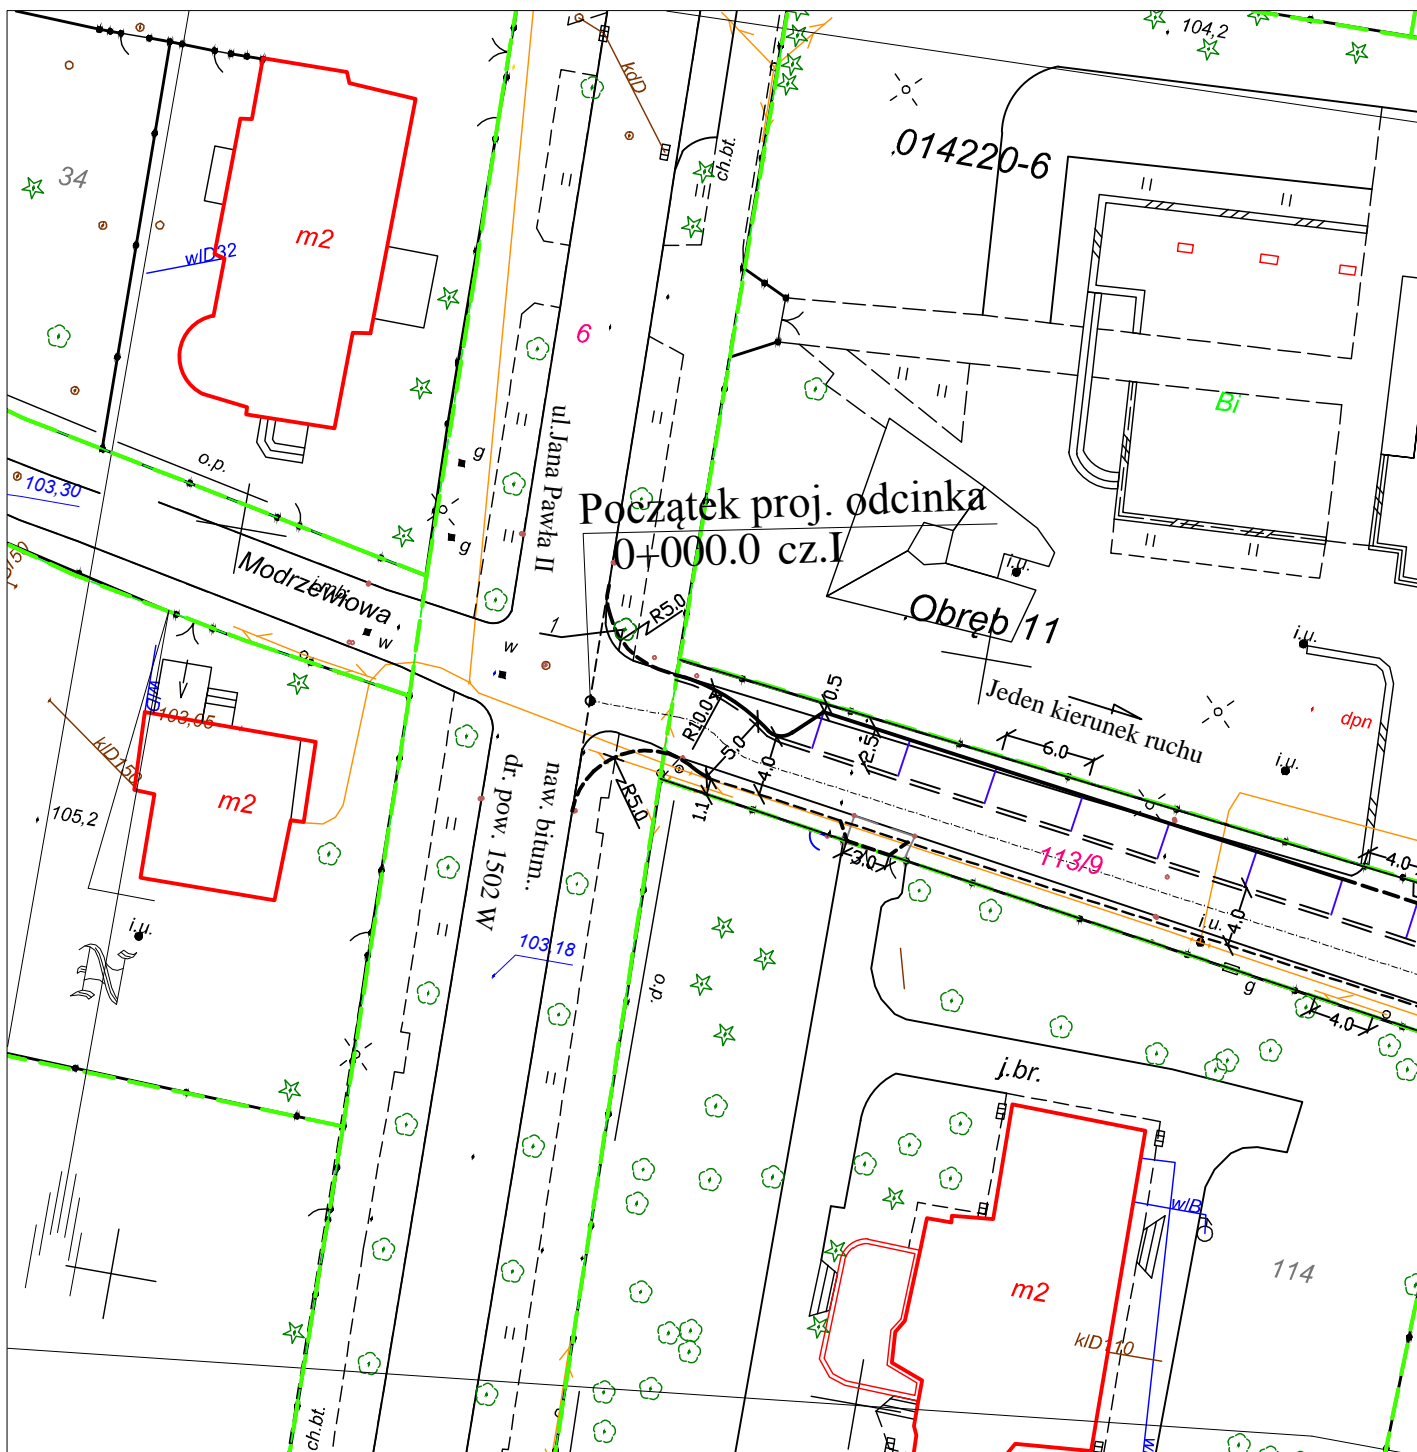 104,2
kdD
ch.bt.
014220-6
34
m2
wlD32
6
Bi
g
o.p.
103,30
ul.Jana Pawła II
Początek proj. odcinka
0+000.0 cz.I
g
i.u.
Modrzewiowa
R5.0
1
Obręb 11
w
w
i.u.
Jeden kierunek ruchu
0.5
wlD
103,05
R10.0
dpn
6.0
2.5
5.0
klD150
4.0
i.u.
m2
R5.0
1.1
105,2
dr. pow. 1502 W
naw. bitum..
3.0
113/9
4.0
i.u.
103,18
4.0
i.u.
o.p.
g
4.0
j.br.
wlB
114
m2
klD110
ch.bt.